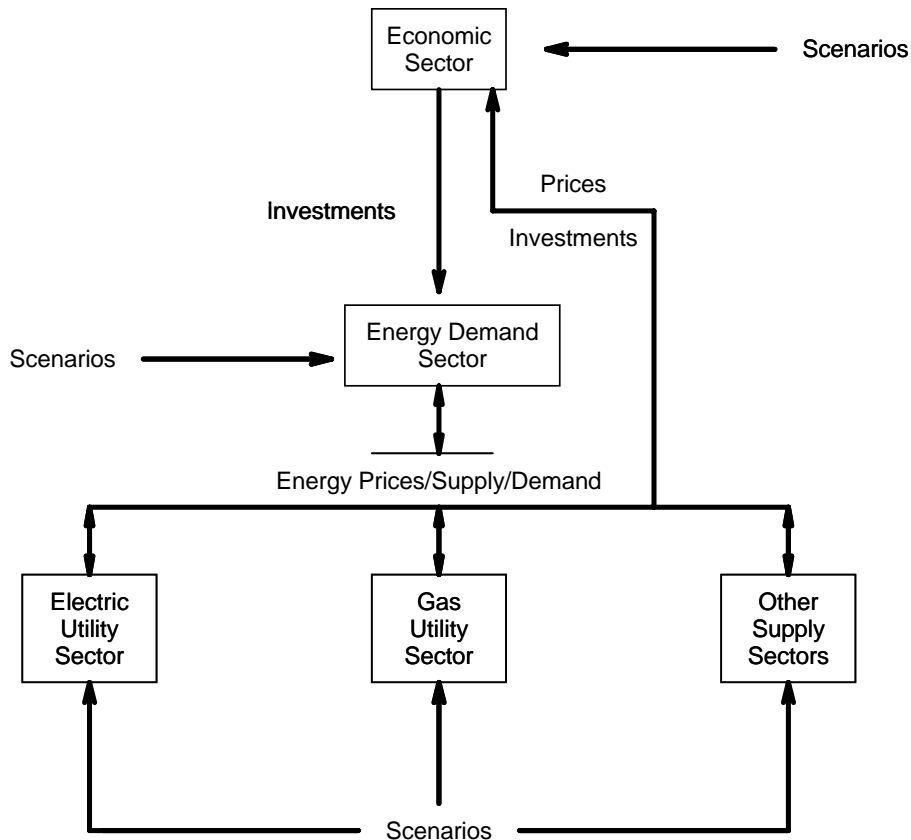 Economic
Sector
Scenarios
Prices
Investments
Investments
Energy Demand
Sector
Scenarios
Energy Prices/Supply/Demand
Electric
Utility
Sector
Gas
Utility
Sector
Other
Supply
Sectors
Scenarios